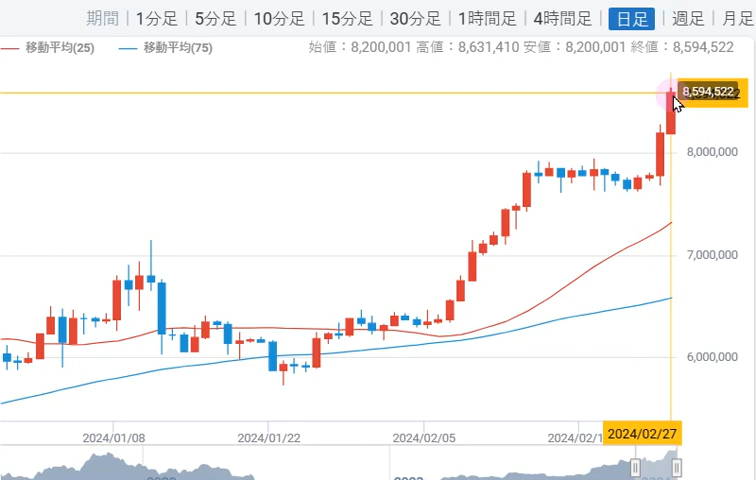 期間 1分足 5分足 10分足 15分足 30分足 1時間足 4時間足 日足 週足 月足
移動平均(25) 移動平均(75) 始値：8,200,001 高値：8,631,410 安値：8,200,001 終値：8,594,522
8,594,522
8,000,000
7,000,000
6,000,000
2024/01/08 2024/01/22 2024/02/05 2024/02/1 2024/02/27